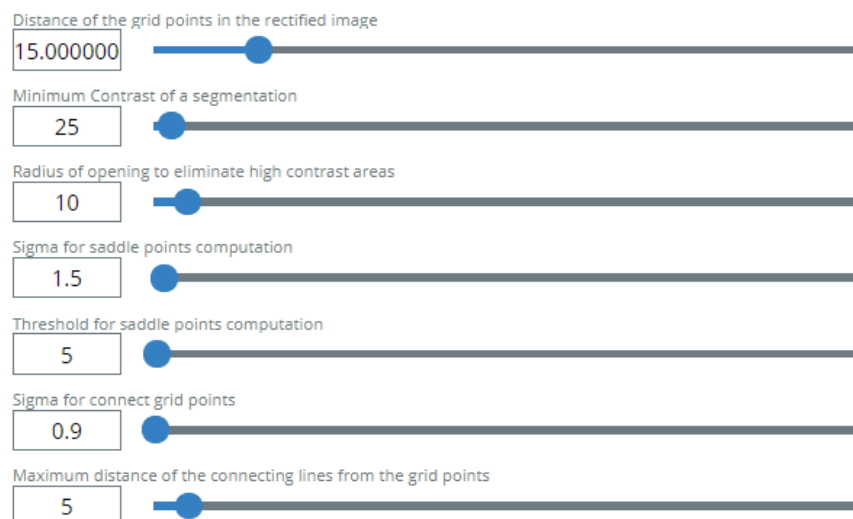 Distance of the grid points in the rectified image
15.000000
Minimum Contrast of a segmentation
25
Radius of opening to eliminate high contrast areas
10
Sigma for saddle points computation
1.5
Threshold for saddle points computation
5
Sigma for connect grid points
0.9
Maximum distance of the connecting lines from the grid points
5